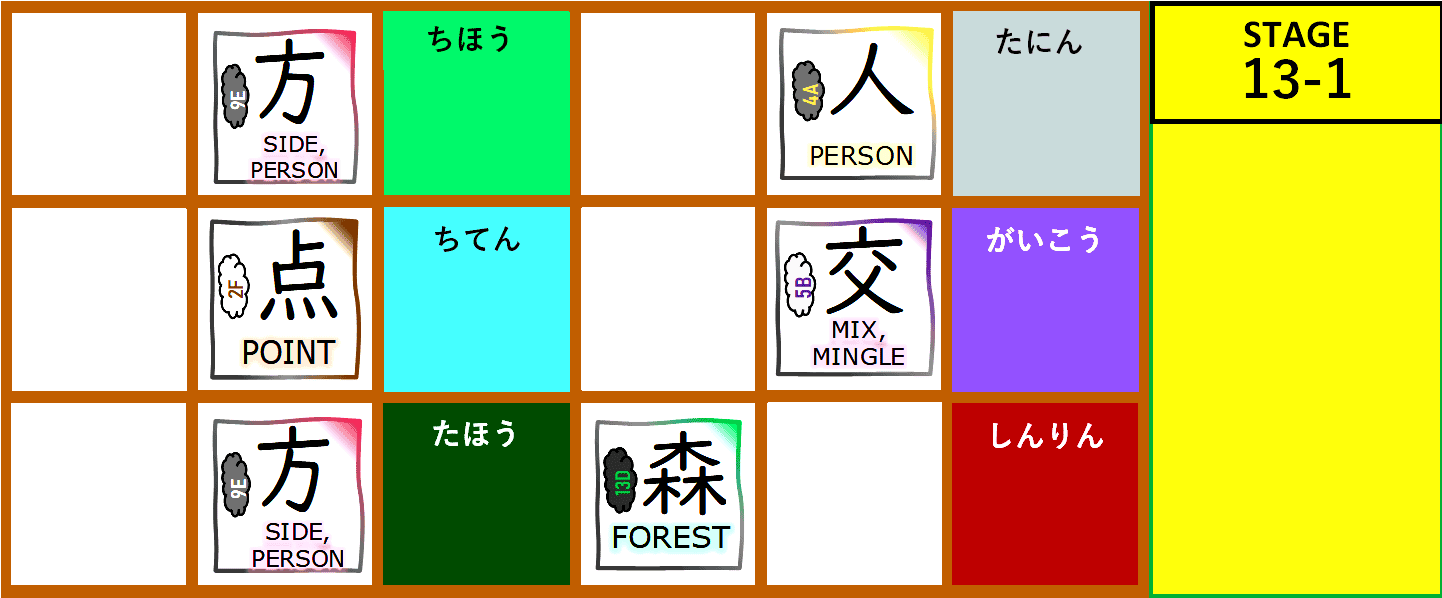 9E
方
SIDE,
PERSON
ちほう
4A
人
PERSON
たにん
STAGE
13-1
2F
点
POINT
ちてん
5B
交
MIX,
MINGLE
がいこう
9E
方
SIDE,
PERSON
たほう
13D
森
FOREST
しんりん